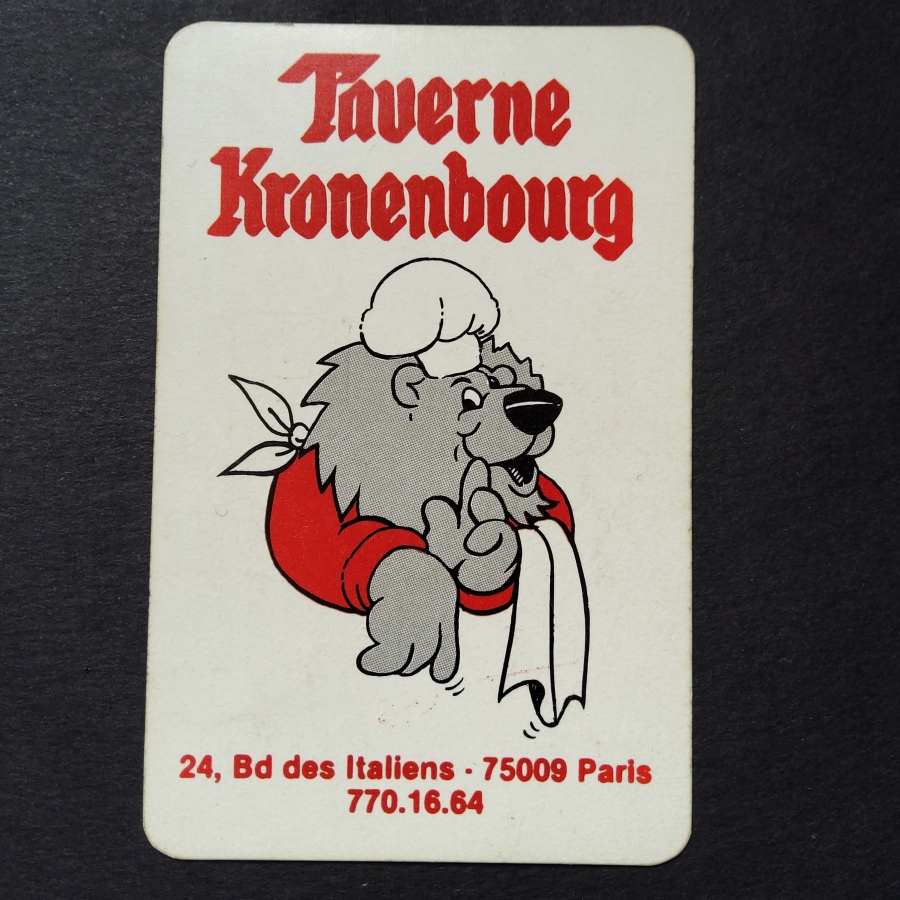 Taverne
Kronenbourg
24, Bd des Italiens · 75009 Paris
770.16.64